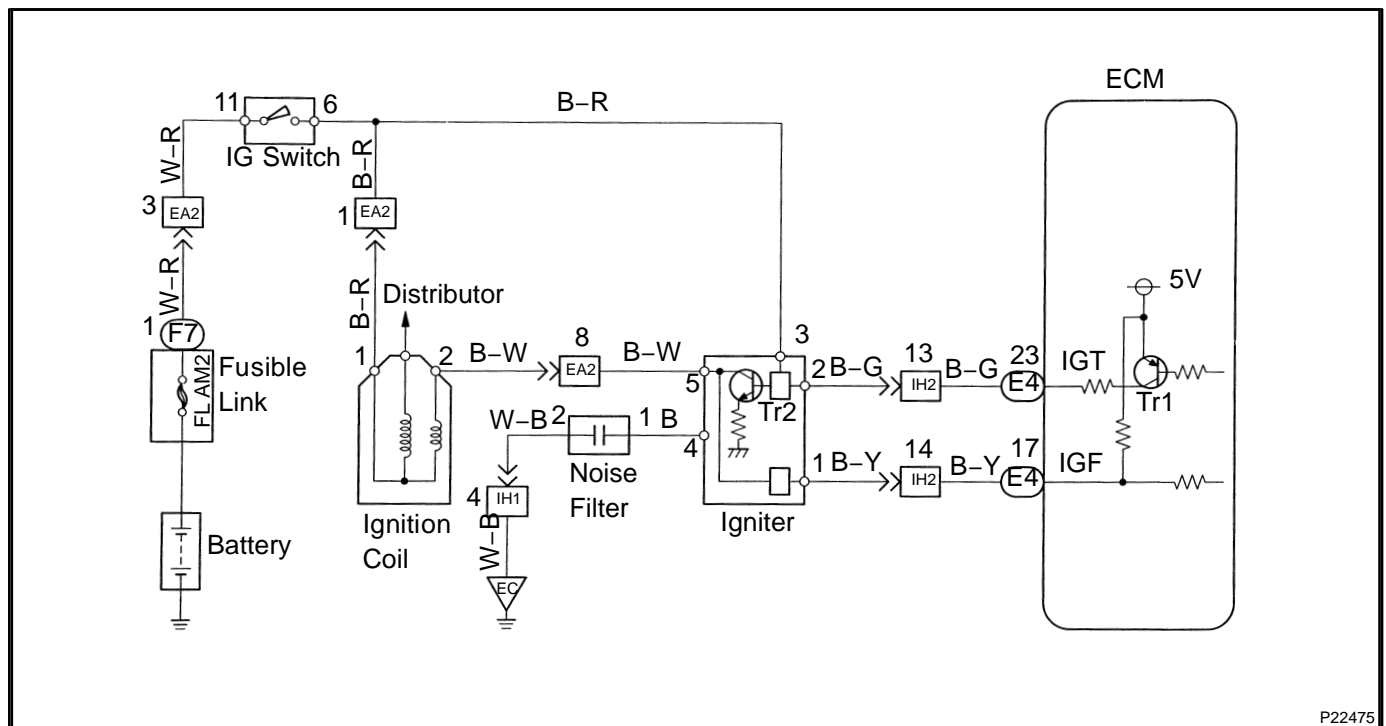 ECM
11
6
B–R
IG Switch
W–R
B–R
3
EA2
1
EA2
5V
W–R
B–R
Distributor
1
F7
1
2
B–W
8
EA2
B–W
3
5
2
B–G
13
IH2
B–G
23
E4
IGT
Tr1
Tr2
FL AM2
Fusible
Link
W–B
2
1
B
4
Noise
Filter
1
B–Y
14
IH2
B–Y
17
E4
IGF
4
IH1
Igniter
Ignition
Coil
W–B
Battery
EC
P22475